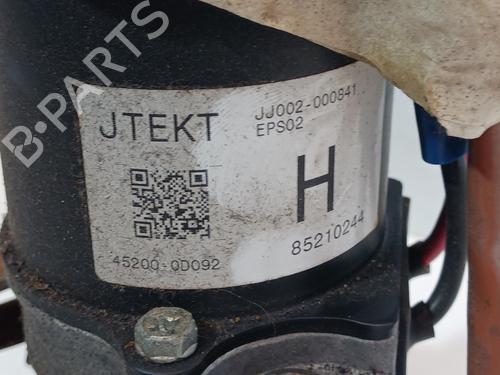 B-PARTS
JTEKT
JJ002-000841
EPS02
H
85210244
45200-0D092